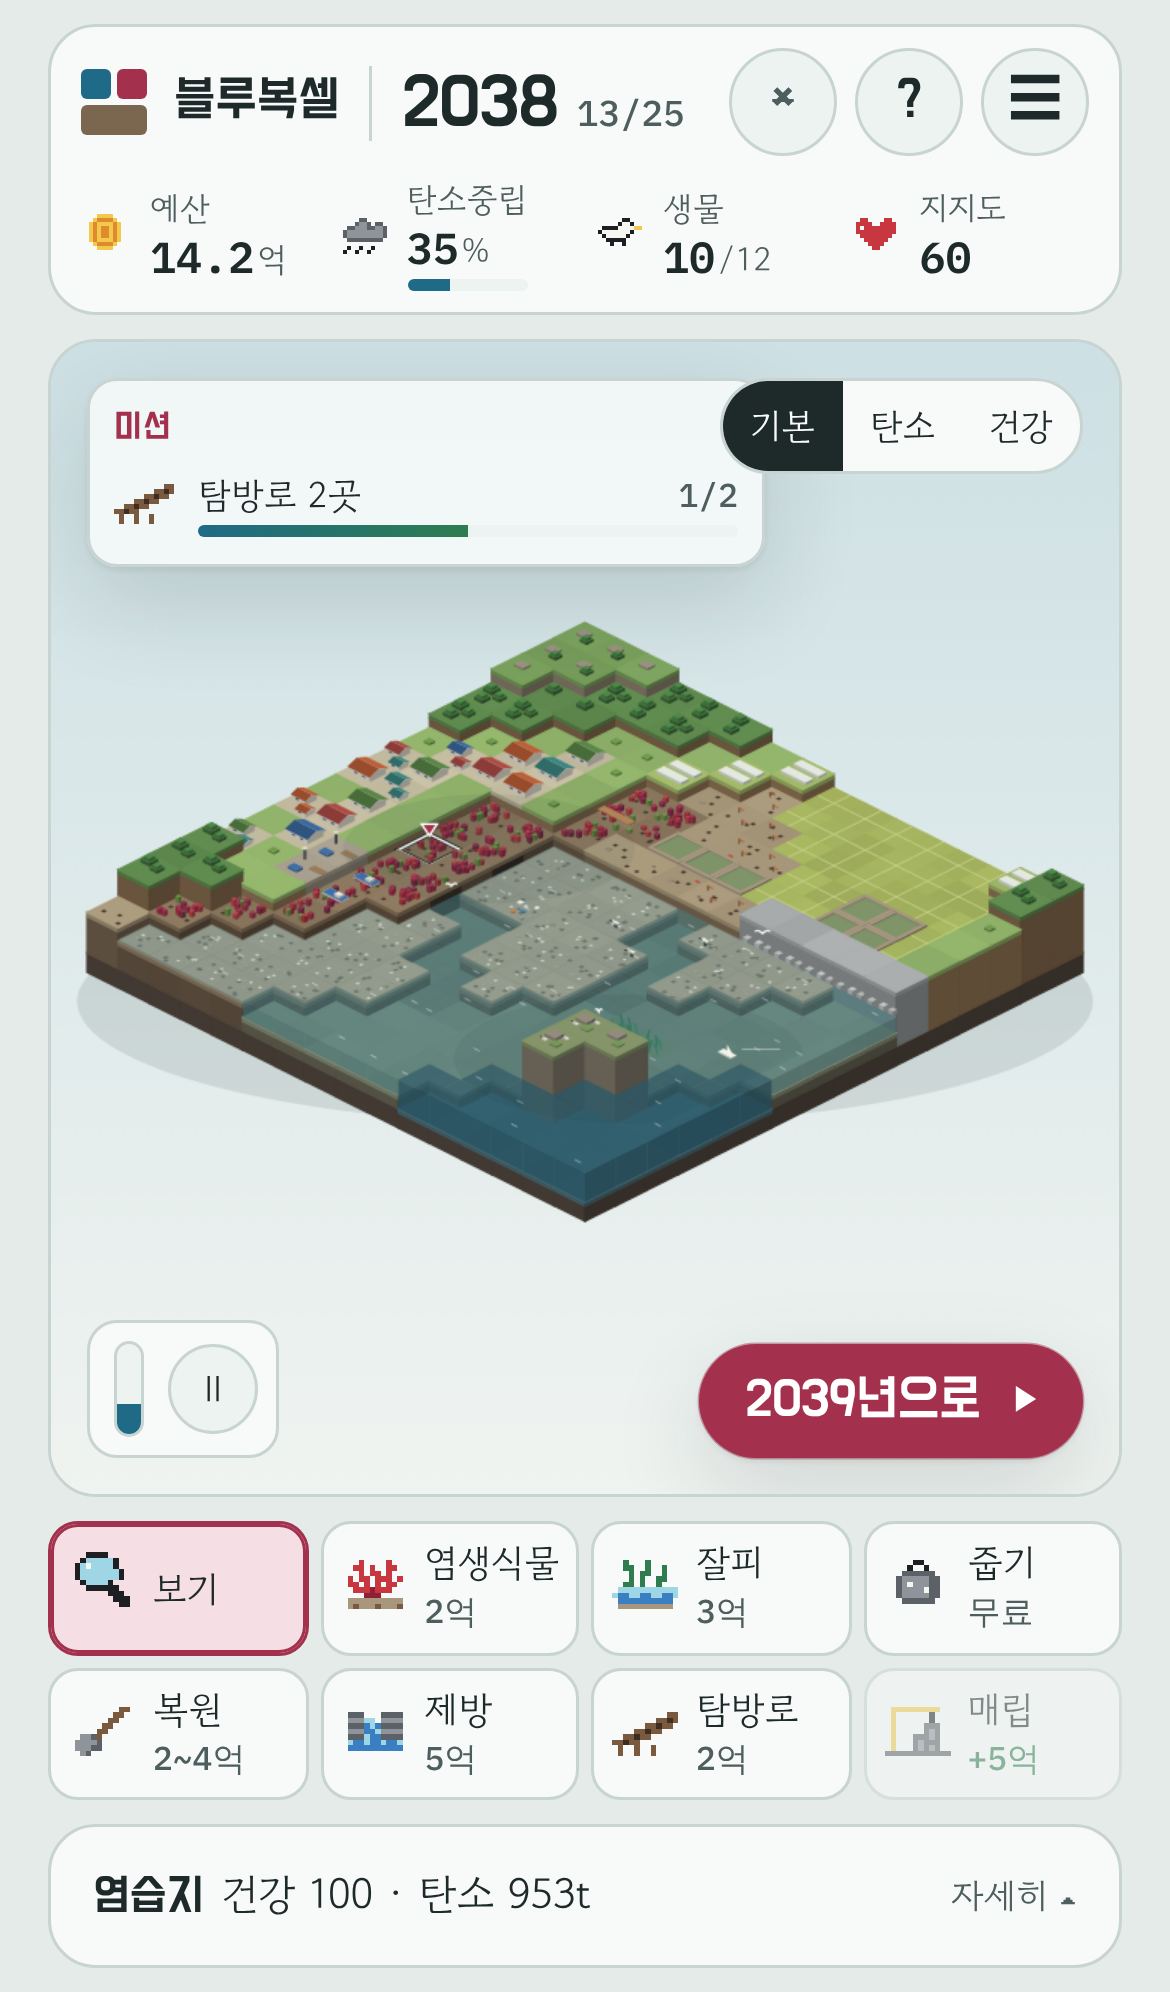 블루복셀
2038 13/25
?
예산
14.2억
탄소중립
35%
생물
10/12
지지도
60
미션
탐방로 2곳 1/2
기본 탄소 건강
2039년으로
보기
염생식물
2억
잘피
3억
줍기
무료
복원
2~4억
제방
5억
탐방로
2억
매립
+5억
염습지 건강 100 · 탄소 953t
자세히